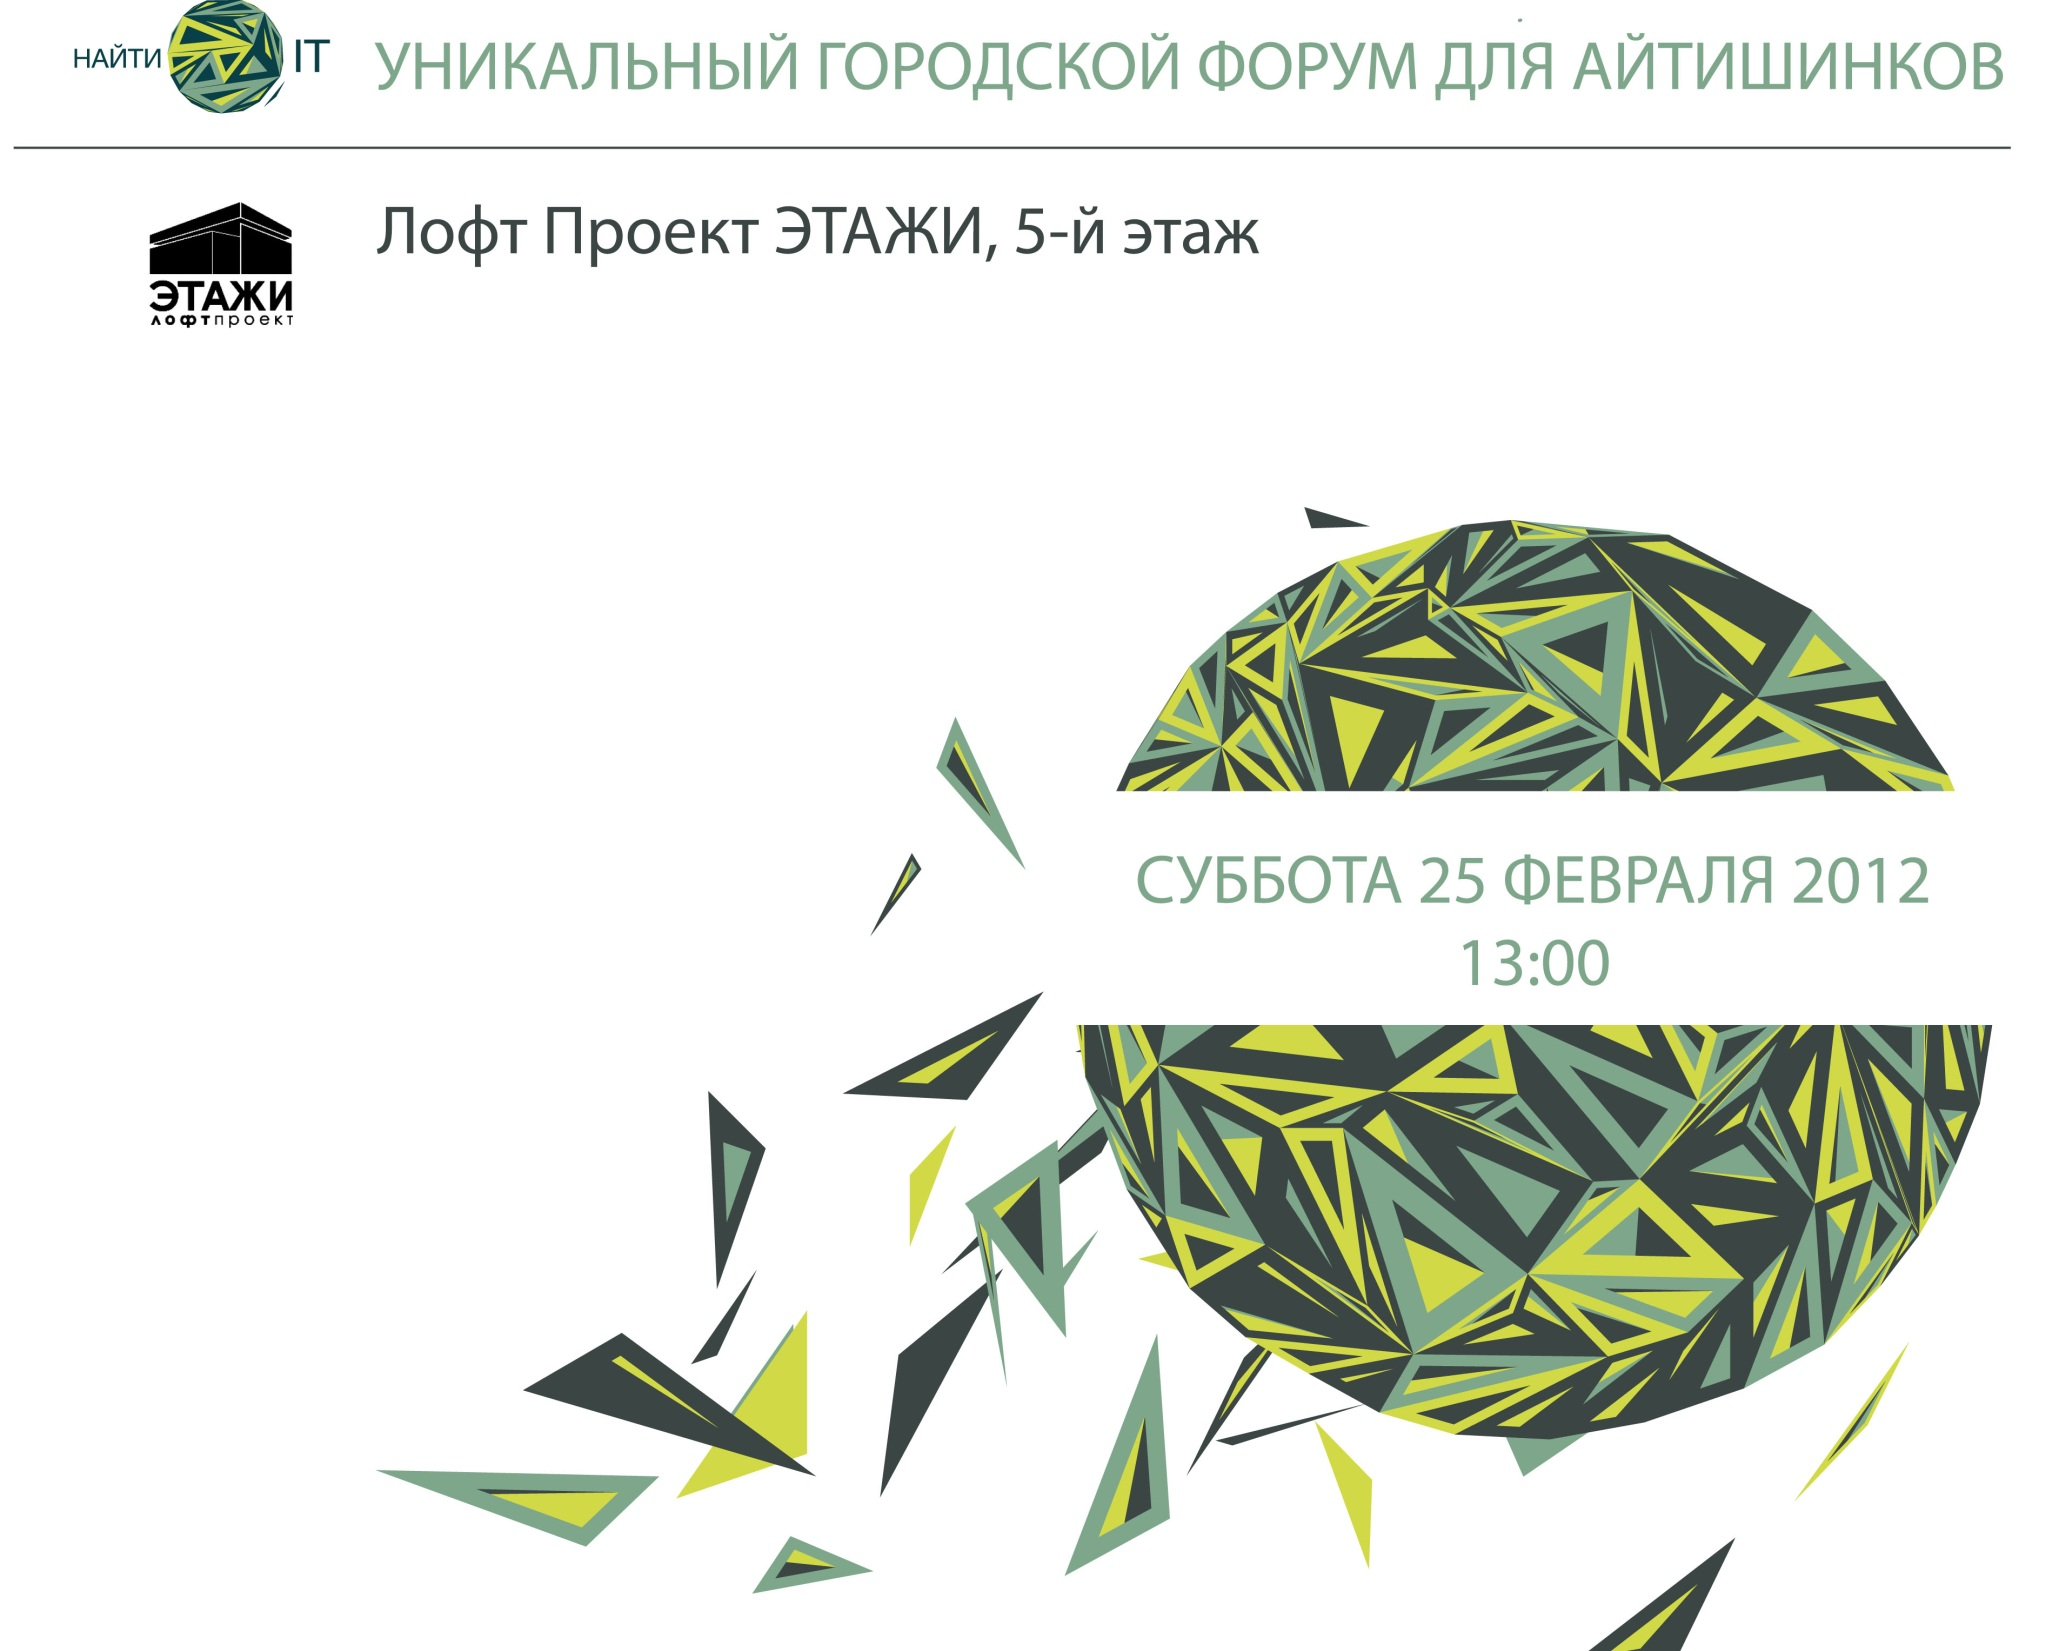 НАЙТИ IT
УНИКАЛЬНЫЙ ГОРОДСКОЙ ФОРУМ ДЛЯ АЙТИШИНКОВ
Лофт Проект ЭТАЖИ, 5-й этаж
ЭТАЖИ
лофтпроект
СУББОТА 25 ФЕВРАЛЯ 2012
13:00